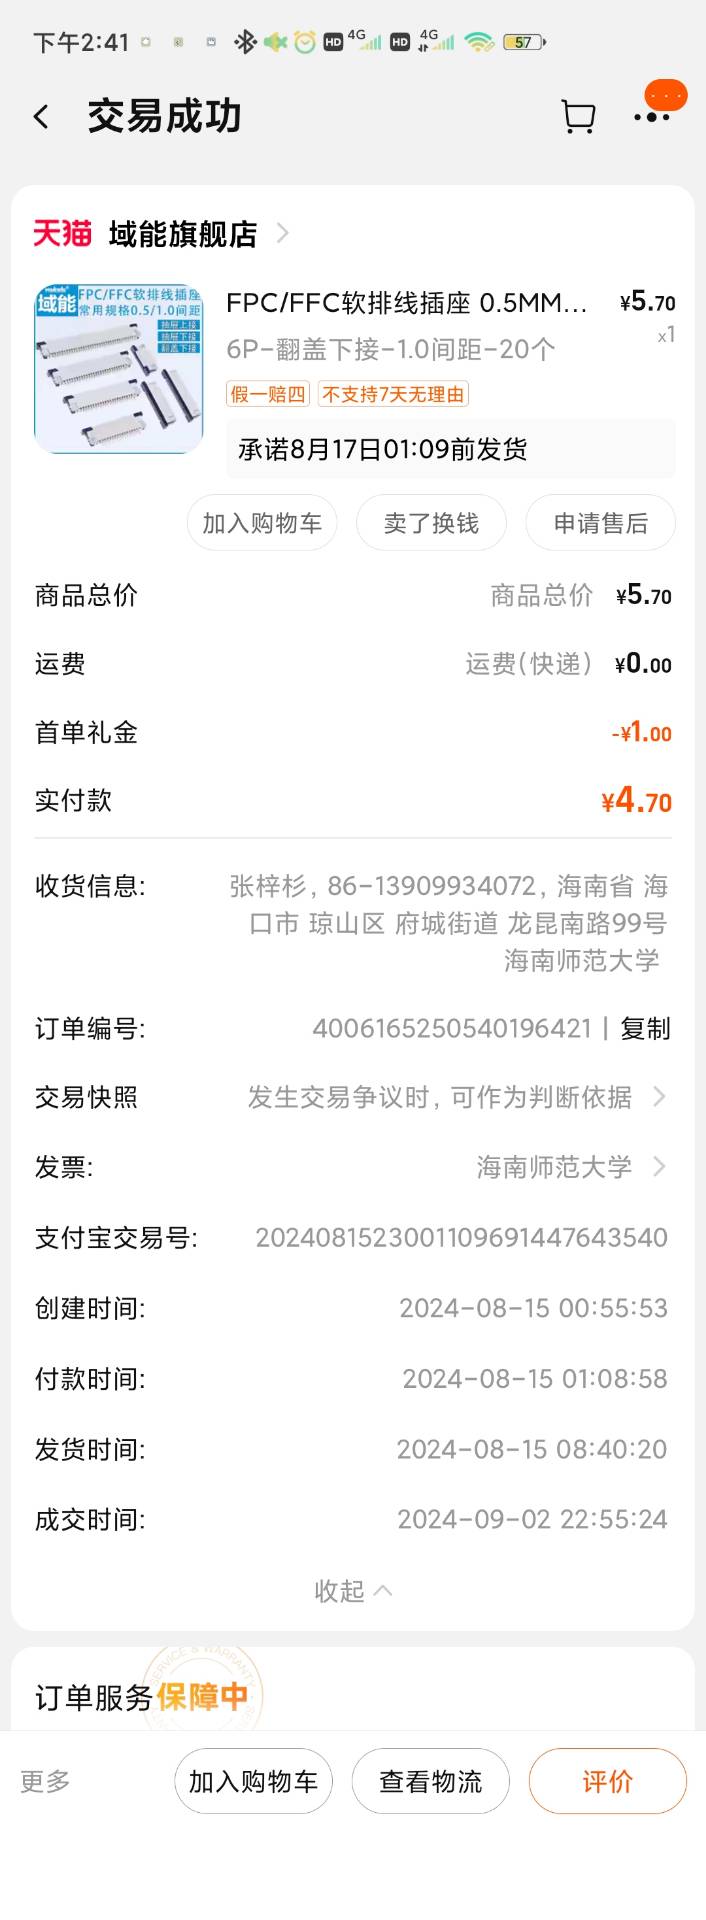 下午2:41 HD 4G HD 4G 57
交易成功
天猫 域能旗舰店
FPC/FFC软排线插座
域能
常用规格0.5/1.0间距
抽屉上接
抽屉下接
翻盖下接
FPC/FFC软排线插座 0.5MM... ¥5.70
6P-翻盖下接-1.0间距-20个 x1
假一赔四 不支持7天无理由
承诺8月17日01:09前发货
加入购物车 卖了换钱 申请售后
商品总价 商品总价 ¥5.70
运费 运费(快递) ¥0.00
首单礼金 -¥1.00
实付款 ¥4.70
收货信息: 张梓杉, 86-13909934072, 海南省 海
口市 琼山区 府城街道 龙昆南路99号
海南师范大学
订单编号: 4006165250540196421 | 复制
交易快照 发生交易争议时, 可作为判断依据
发票: 海南师范大学
支付宝交易号: 2024081523001109691447643540
创建时间: 2024-08-15 00:55:53
付款时间: 2024-08-15 01:08:58
发货时间: 2024-08-15 08:40:20
成交时间: 2024-09-02 22:55:24
收起
SERVICE & WARRANTY
订单服务保障中
更多 加入购物车 查看物流 评价